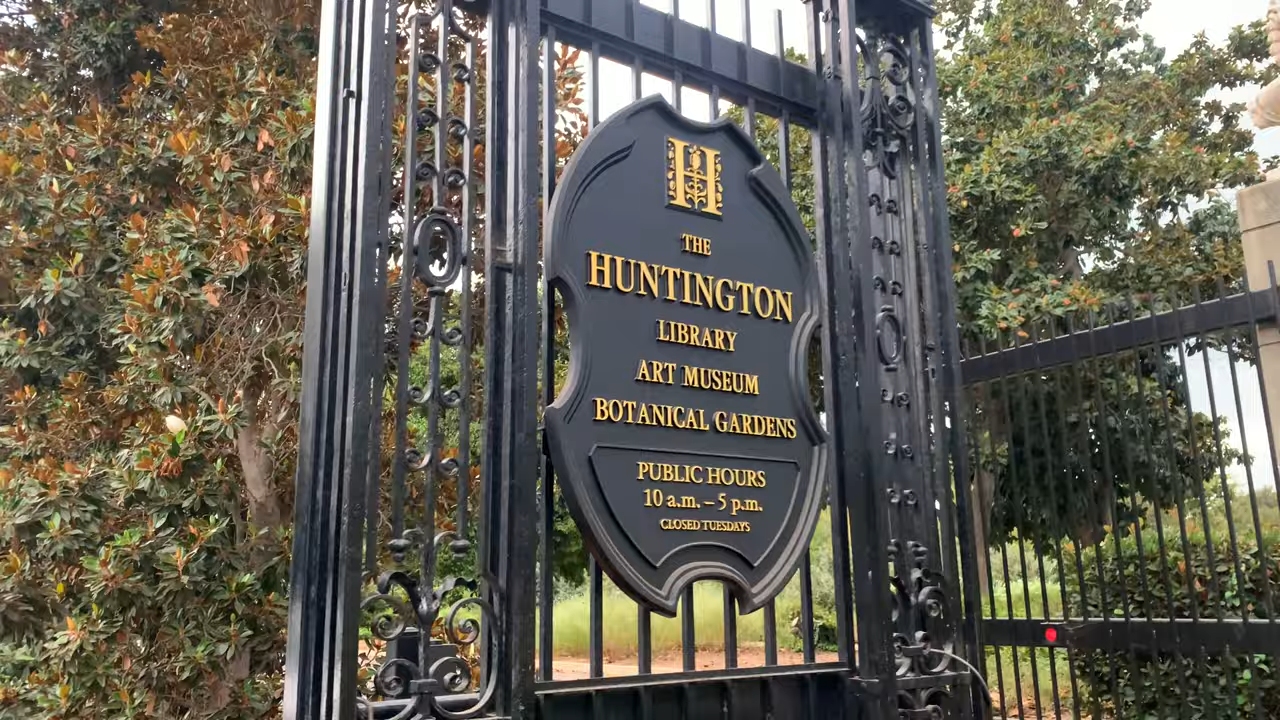 H
THE
HUNTINGTON
LIBRARY
ART MUSEUM
BOTANICAL GARDENS
PUBLIC HOURS
10 a.m. – 5 p.m.
CLOSED TUESDAYS